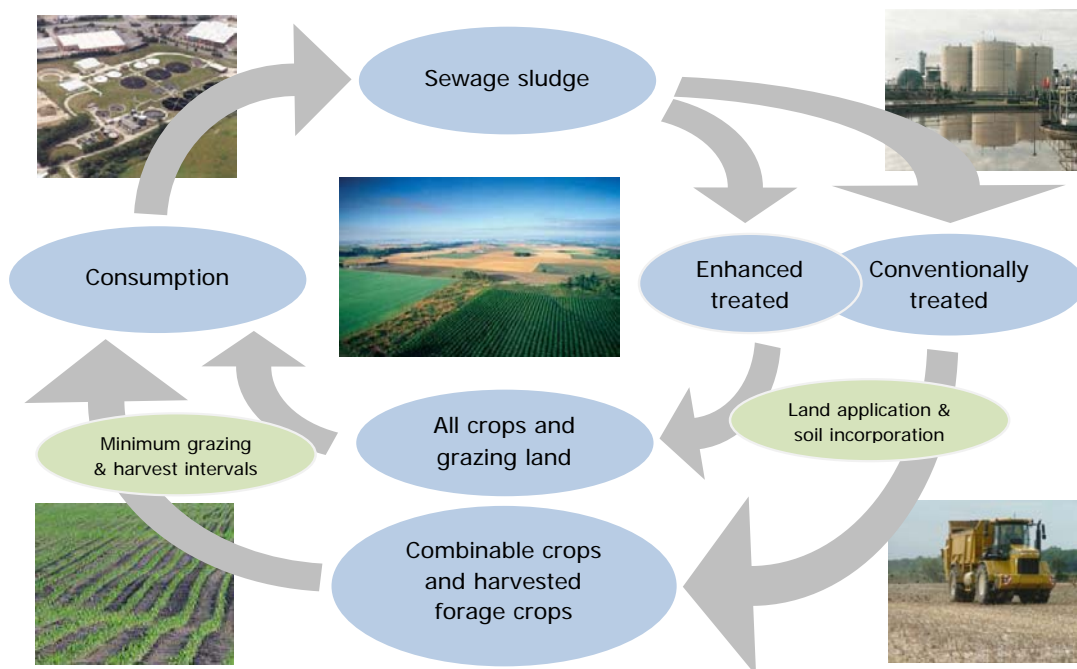 Sewage sludge
Consumption
Enhanced
treated
Conventionally
treated
Land application &
soil incorporation
All crops and
grazing land
Minimum grazing
& harvest intervals
Combinable crops
and harvested
forage crops